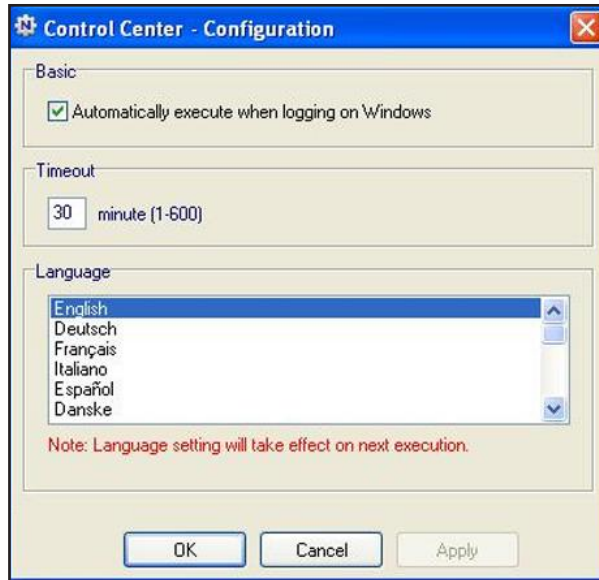 Control Center - Configuration
Basic
Automatically execute when logging on Windows
Timeout
30 minute (1-600)
Language
English
Deutsch
Français
Italiano
Español
Danske
Note: Language setting will take effect on next execution.
OK Cancel Apply